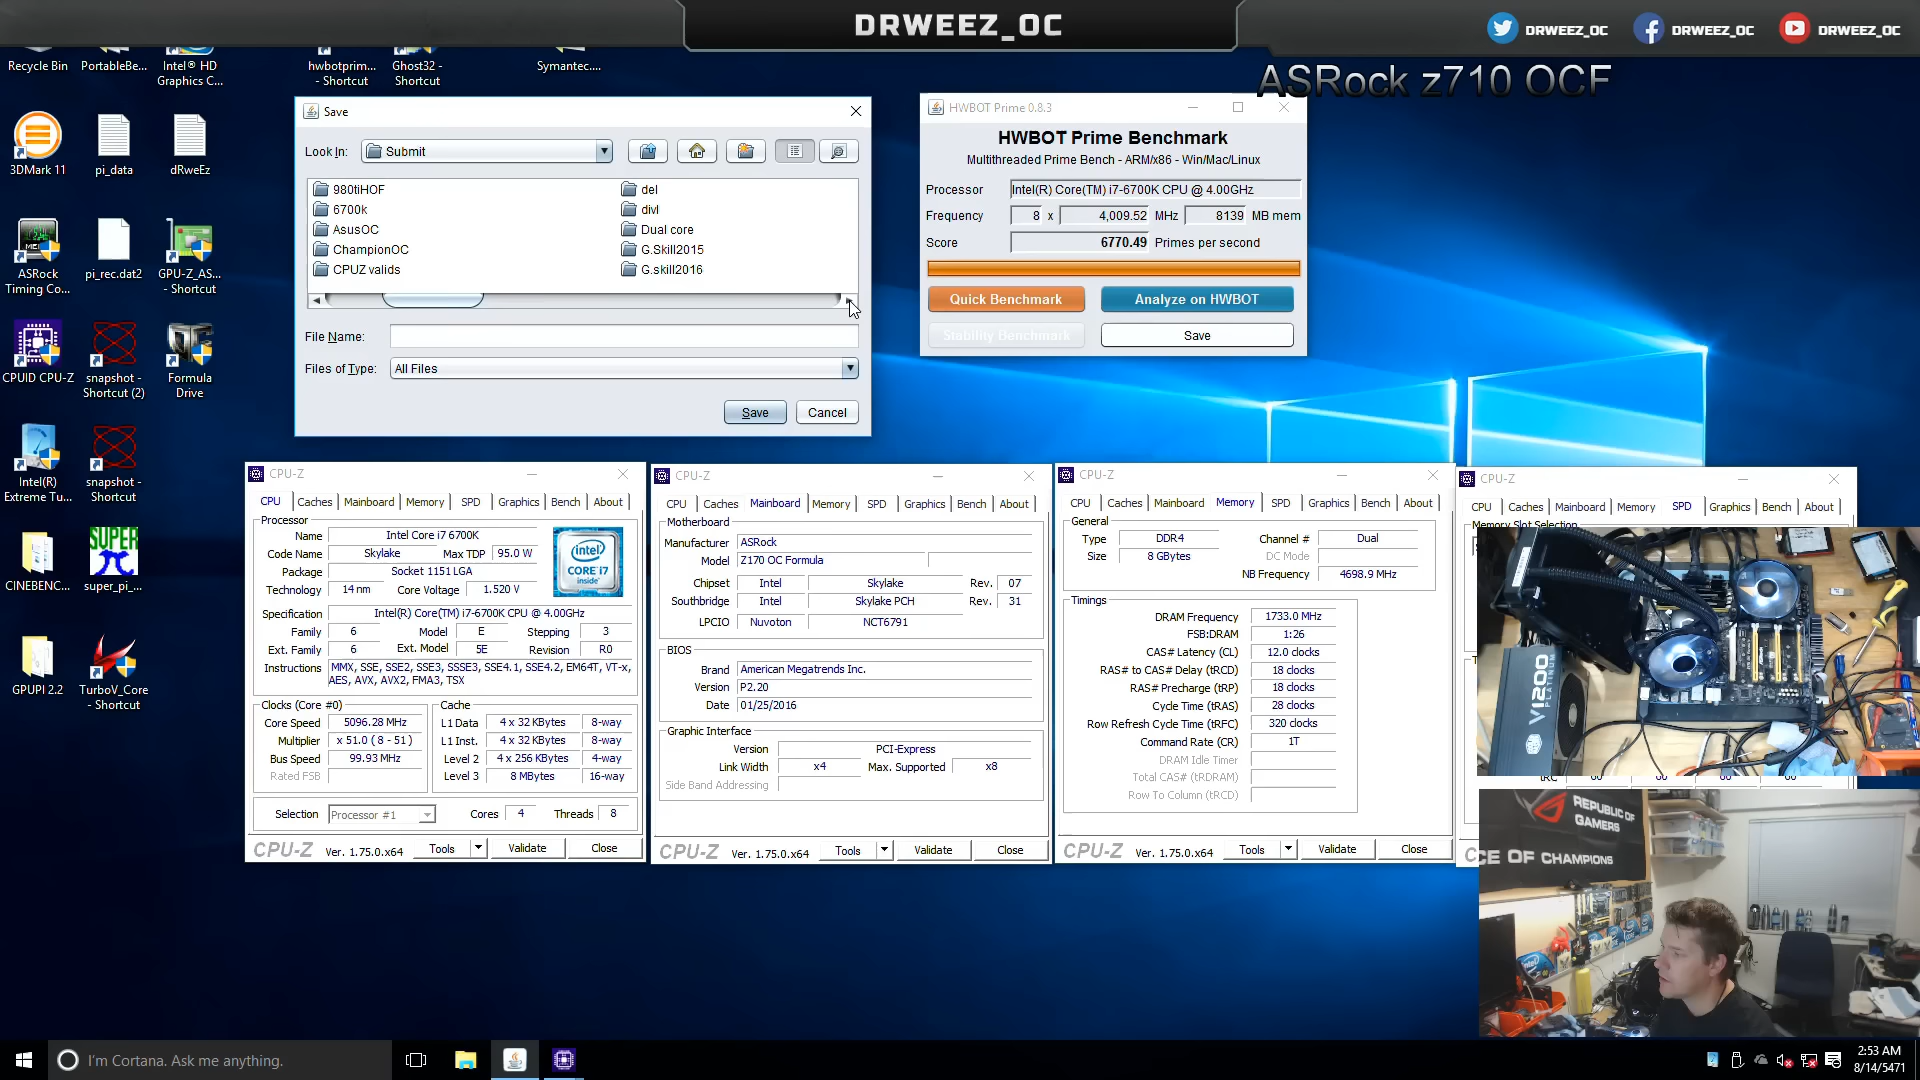 DRWEEZ_OC
DRWEEZ_OC
DRWEEZ_OC
DRWEEZ_OC
ASRock z710 OCF
Recycle Bin
PortableBe...
Intel® HD
Graphics C...
hwbotprim...
- Shortcut
Ghost32 -
Shortcut
Symantec....
3DMark 11
pi_data
dRweEz
ASRock
Timing Co...
pi_rec.dat2
GPU-Z_AS...
- Shortcut
CPUID CPU-Z
snapshot -
Shortcut (2)
Formula
Drive
Intel(R)
Extreme Tu...
snapshot -
Shortcut
CINEBENC...
SUPER
super_pi_...
GPUPI 2.2
TurboV_Core
- Shortcut
Save
Look In:
Submit
980tiHOF
6700k
AsusOC
ChampionOC
CPUZ valids
del
divl
Dual core
G.Skill2015
G.skill2016
File Name:
Files of Type:
All Files
Save
Cancel
HWBOT Prime 0.8.3
HWBOT Prime Benchmark
Multithreaded Prime Bench - ARM/x86 - Win/Mac/Linux
Processor
Intel(R) Core(TM) i7-6700K CPU @ 4.00GHz
Frequency 8 x 4,009.52 MHz 8139 MB mem
Score 6770.49 Primes per second
Quick Benchmark
Analyze on HWBOT
Stability Benchmark
Save
CPU-Z
CPU Caches Mainboard Memory SPD Graphics Bench About
Processor
Name Intel Core i7 6700K
Code Name Skylake Max TDP 95.0 W
Package Socket 1151 LGA
Technology 14 nm Core Voltage 1.520 V
intel
CORE i7
inside
Specification Intel(R) Core(TM) i7-6700K CPU @ 4.00GHz
Family 6 Model E Stepping 3
Ext. Family 6 Ext. Model 5E Revision R0
Instructions MMX, SSE, SSE2, SSE3, SSSE3, SSE4.1, SSE4.2, EM64T, VT-x,
AES, AVX, AVX2, FMA3, TSX
Clocks (Core #0)
Core Speed 5096.28 MHz
Multiplier x 51.0 ( 8 - 51 )
Bus Speed 99.93 MHz
Rated FSB
Cache
L1 Data 4 x 32 KBytes 8-way
L1 Inst. 4 x 32 KBytes 8-way
Level 2 4 x 256 KBytes 4-way
Level 3 8 MBytes 16-way
Selection Processor #1 Cores 4 Threads 8
CPU-Z Ver. 1.75.0.x64 Tools Validate Close
CPU-Z
CPU Caches Mainboard Memory SPD Graphics Bench About
Motherboard
Manufacturer ASRock
Model Z170 OC Formula
Chipset Intel Skylake Rev. 07
Southbridge Intel Skylake PCH Rev. 31
LPCIO Nuvoton NCT6791
BIOS
Brand American Megatrends Inc.
Version P2.20
Date 01/25/2016
Graphic Interface
Version PCI-Express
Link Width x4 Max. Supported x8
Side Band Addressing
CPU-Z Ver. 1.75.0.x64 Tools Validate Close
CPU-Z
CPU Caches Mainboard Memory SPD Graphics Bench About
General
Type DDR4 Channel # Dual
Size 8 GBytes DC Mode
NB Frequency 4698.9 MHz
Timings
DRAM Frequency 1733.0 MHz
FSB:DRAM 1:26
CAS# Latency (CL) 12.0 clocks
RAS# to CAS# Delay (tRCD) 18 clocks
RAS# Precharge (tRP) 18 clocks
Cycle Time (tRAS) 28 clocks
Row Refresh Cycle Time (tRFC) 320 clocks
Command Rate (CR) 1T
DRAM Idle Timer
Total CAS# (tRDRAM)
Row To Column (tRCD)
CPU-Z Ver. 1.75.0.x64 Tools Validate Close
CPU-Z
CPU Caches Mainboard Memory SPD Graphics Bench About
Memory Slot Selection
V1200
PLATINUM
REPUBLIC OF
GAMERS
CE OF CHAMPIONS
I'm Cortana. Ask me anything.
2:53 AM
8/14/5471